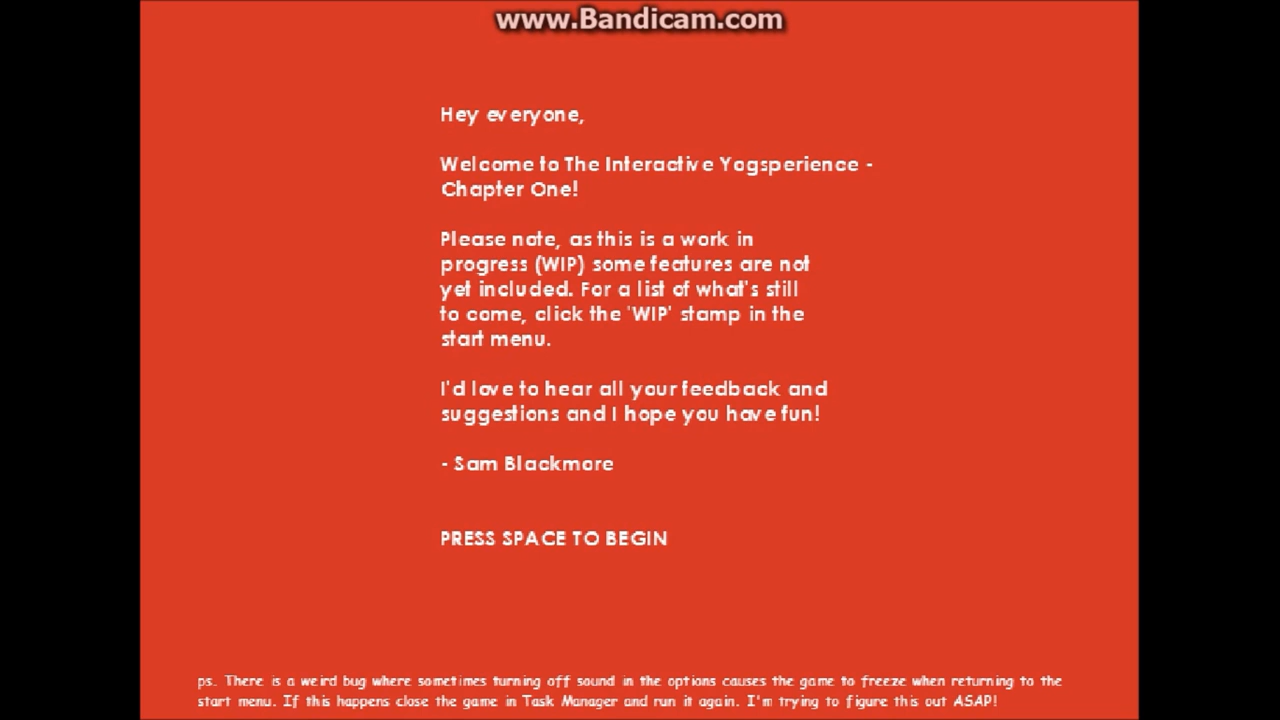 www.Bandicam.com
Hey everyone,
Welcome to The Interactive Yogsperience -
Chapter One!
Please note, as this is a work in
progress (WIP) some features are not
yet included. For a list of what's still
to come, click the 'WIP' stamp in the
start menu.
I'd love to hear all your feedback and
suggestions and I hope you have fun!
- Sam Blackmore
PRESS SPACE TO BEGIN
ps. There is a weird bug where sometimes turning off sound in the options causes the game to freeze when returning to the
start menu. If this happens close the game in Task Manager and run it again. I'm trying to figure this out ASAP!